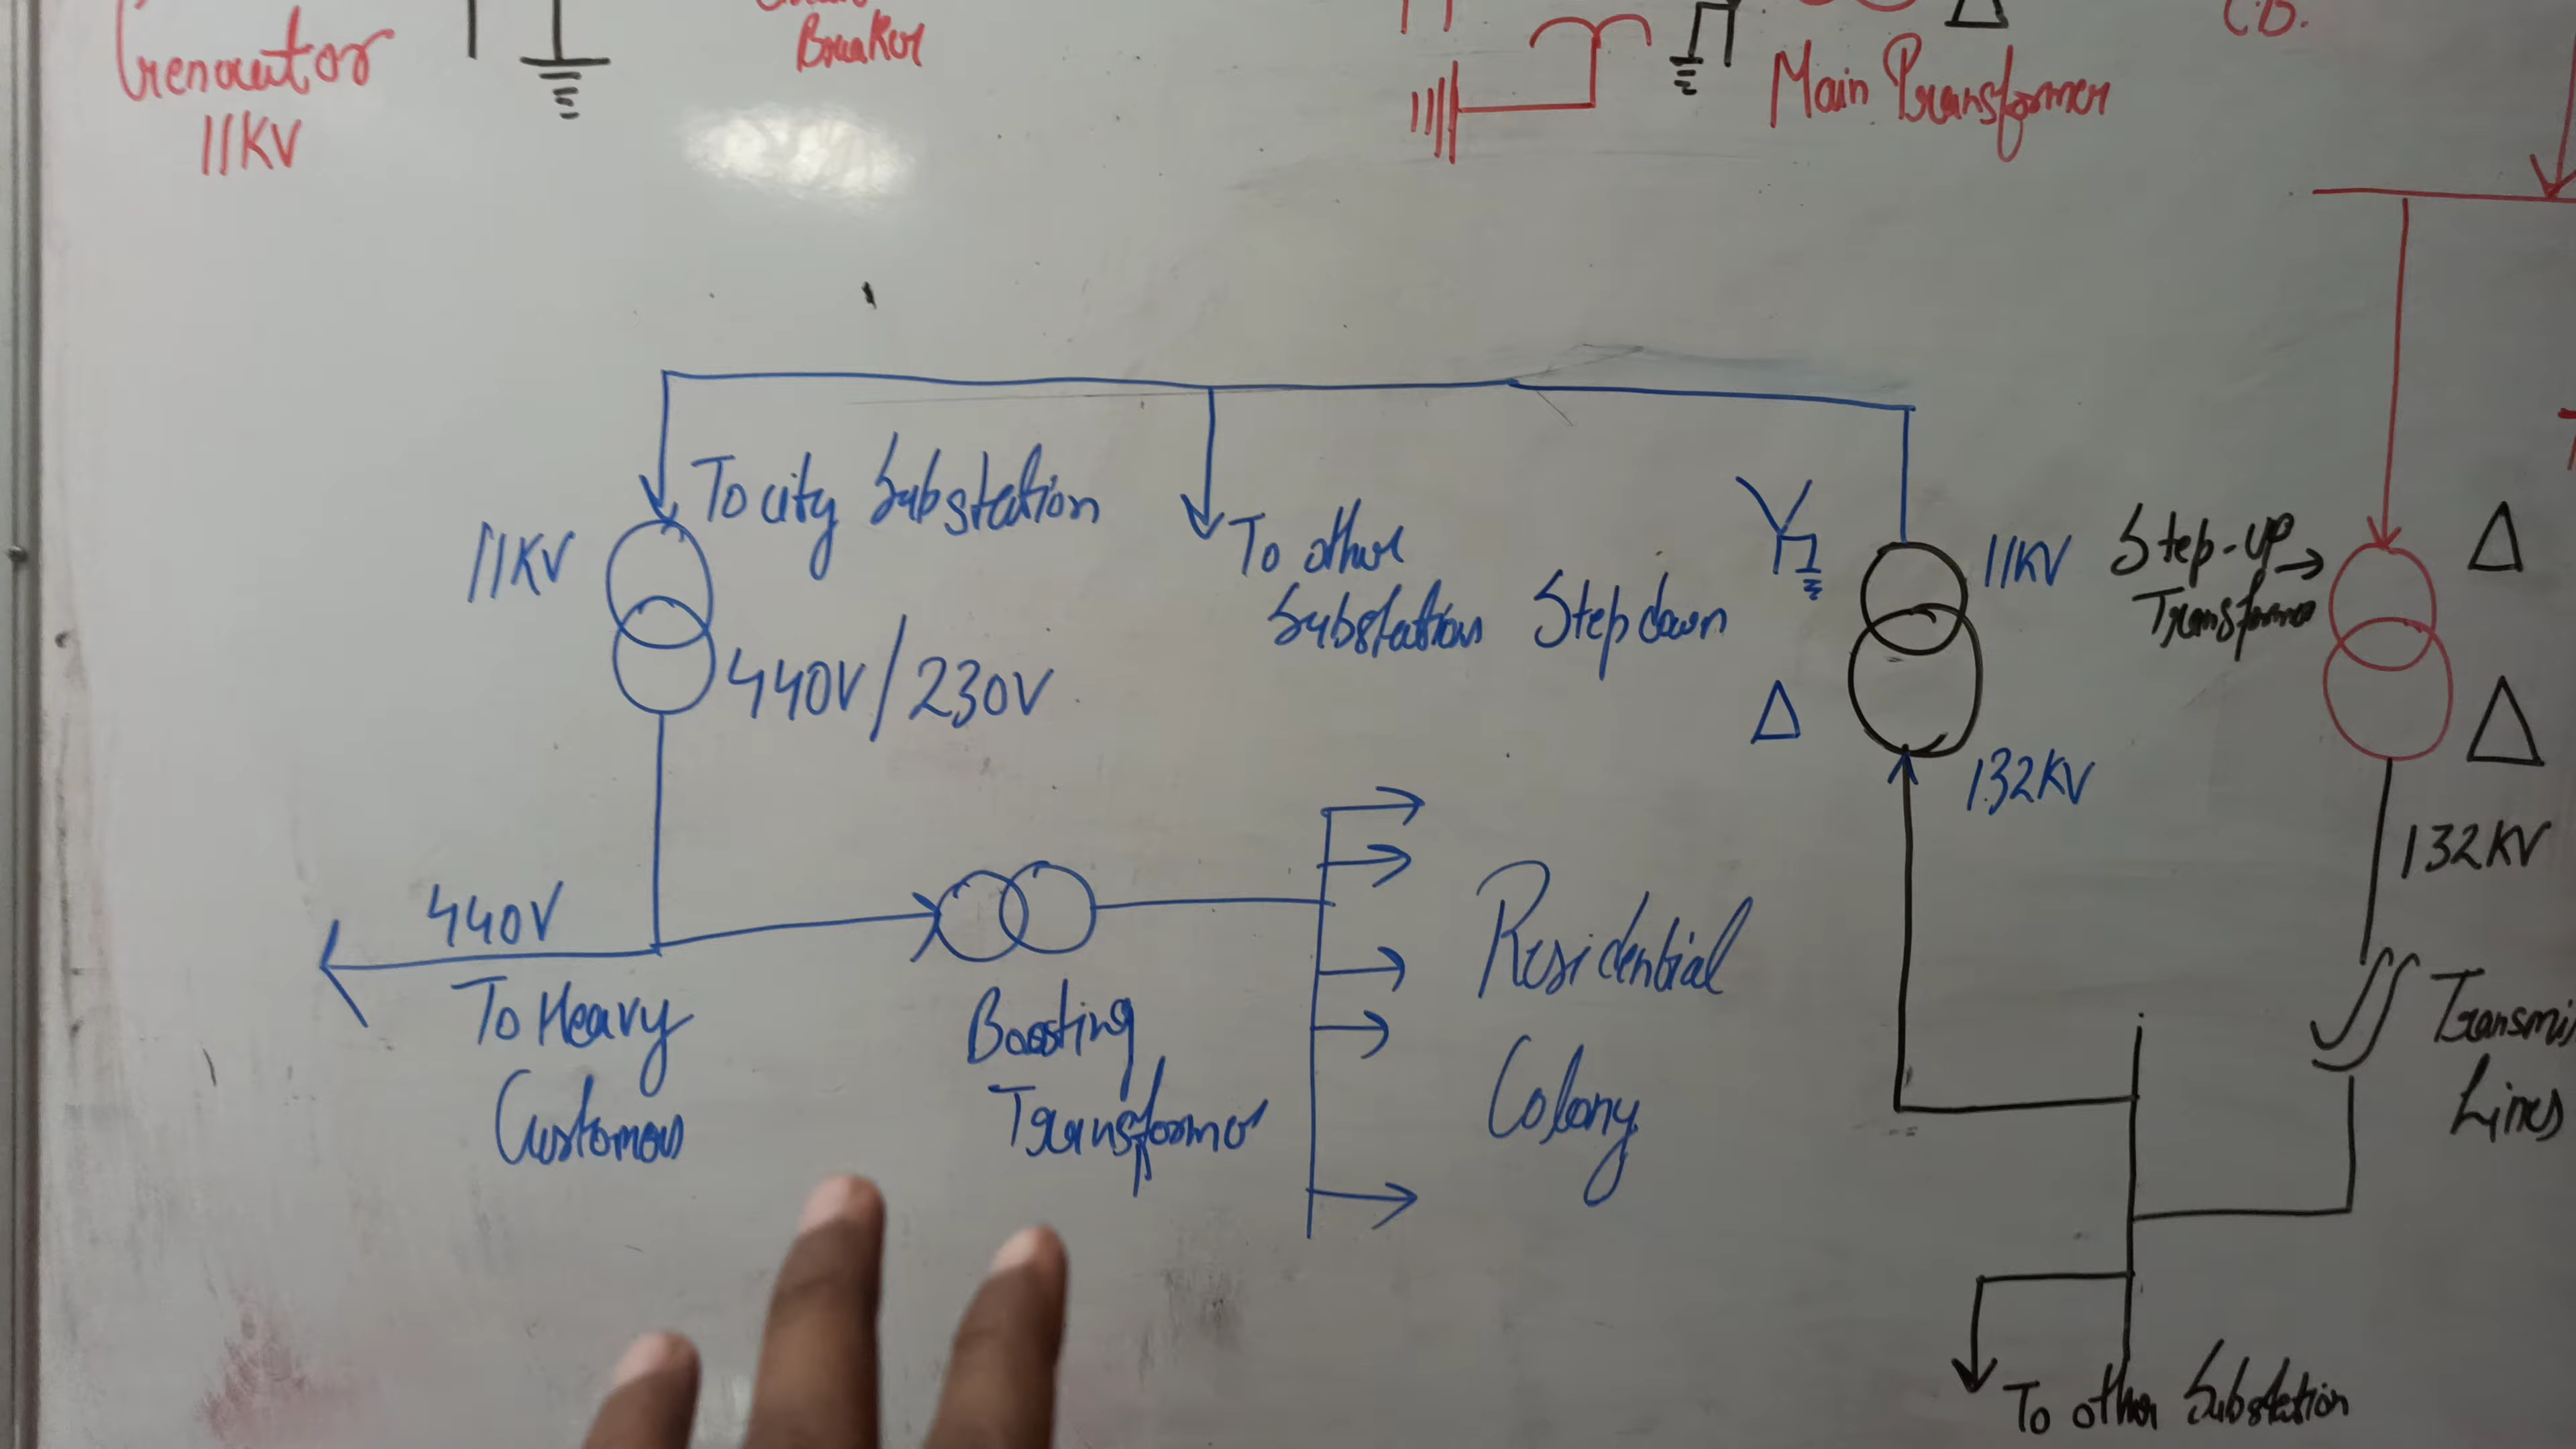 Generator
11KV
Breaker
Main Transformer
C.B.
To city Substation
11KV
440V/230V
To other
Substation
Step down
Y
Δ
11KV
132KV
Step-up →
Transformer
Δ
Δ
132KV
Lines
440V
To Heavy
Customers
Boosting
Transformer
Residential
Colony
To other Substation